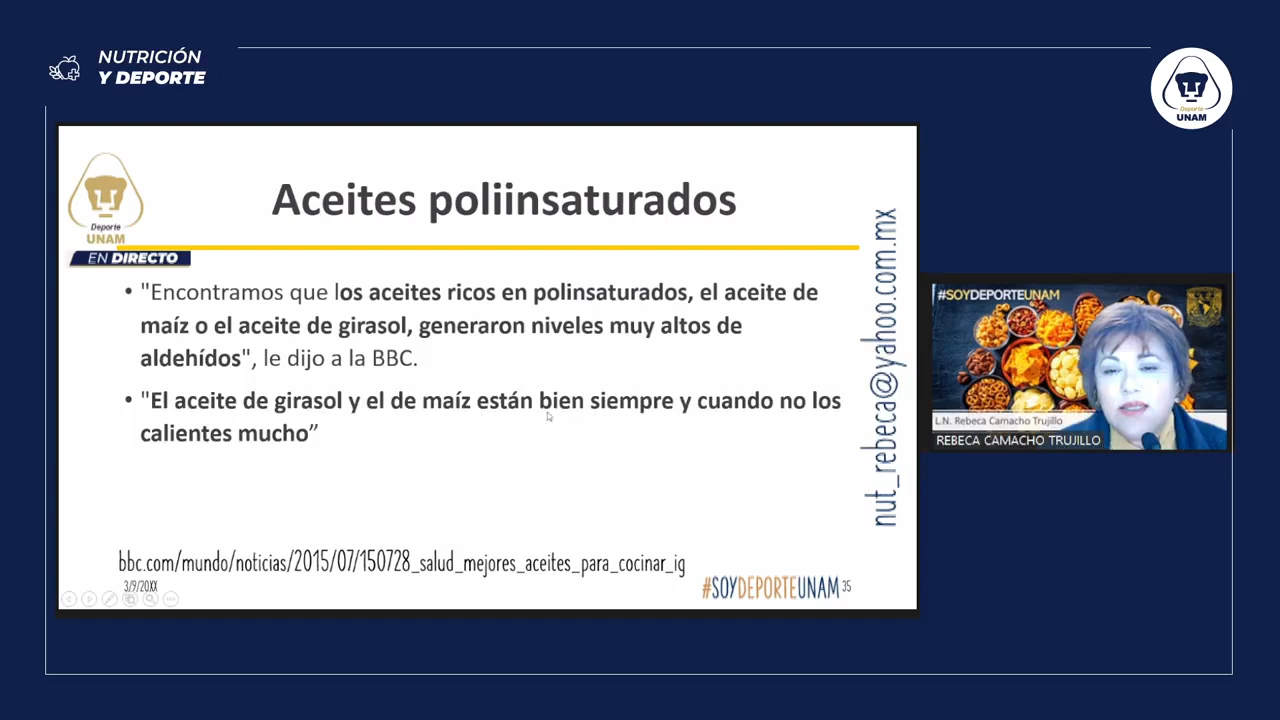 NUTRICIÓN
Y DEPORTE
Deporte
UNAM
Deporte
UNAM
EN DIRECTO
Aceites poliinsaturados
• "Encontramos que los aceites ricos en polinsaturados, el aceite de
maíz o el aceite de girasol, generaron niveles muy altos de
aldehídos", le dijo a la BBC.
• "El aceite de girasol y el de maíz están bien siempre y cuando no los
calientes mucho”
nut_rebeca@yahoo.com.mx
bbc.com/mundo/noticias/2015/07/150728_salud_mejores_aceites_para_cocinar_ig
3/9/20XX
#SOYDEPORTEUNAM
35
#SOYDEPORTEUNAM
L.N. Rebeca Camacho Trujillo
REBECA CAMACHO TRUJILLO